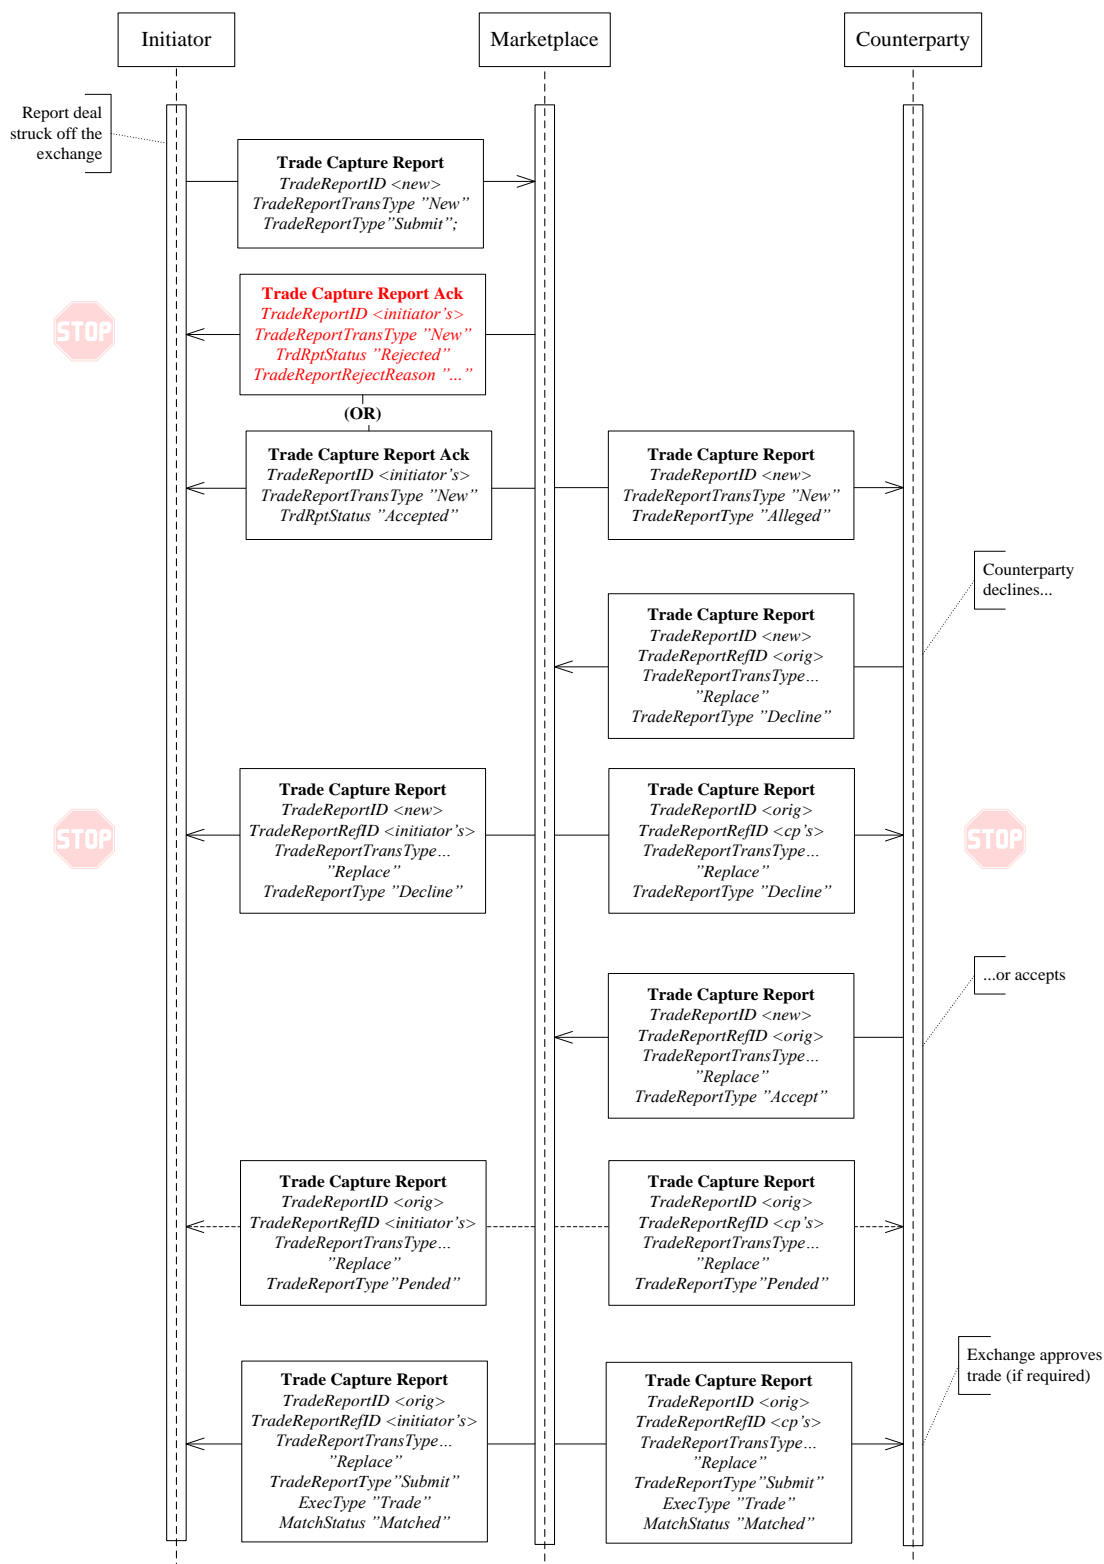 Initiator
Marketplace
Counterparty
Report deal
struck off the
exchange
Trade Capture Report
TradeReportID <new>
TradeReportTransType ”New”
TradeReportType”Submit”;
STOP
Trade Capture Report Ack
TradeReportID <initiator’s>
TradeReportTransType ”New”
TrdRptStatus ”Rejected”
TradeReportRejectReason ”...”
(OR)
Trade Capture Report Ack
TradeReportID <initiator’s>
TradeReportTransType ”New”
TrdRptStatus ”Accepted”
Trade Capture Report
TradeReportID <new>
TradeReportTransType ”New”
TradeReportType ”Alleged”
Counterparty
declines...
Trade Capture Report
TradeReportID <new>
TradeReportRefID <orig>
TradeReportTransType...
”Replace”
TradeReportType ”Decline”
STOP
Trade Capture Report
TradeReportID <new>
TradeReportRefID <initiator’s>
TradeReportTransType...
”Replace”
TradeReportType ”Decline”
Trade Capture Report
TradeReportID <orig>
TradeReportRefID <cp’s>
TradeReportTransType...
”Replace”
TradeReportType ”Decline”
STOP
...or accepts
Trade Capture Report
TradeReportID <new>
TradeReportRefID <orig>
TradeReportTransType...
”Replace”
TradeReportType ”Accept”
Trade Capture Report
TradeReportID <orig>
TradeReportRefID <initiator’s>
TradeReportTransType...
”Replace”
TradeReportType”Pended”
Trade Capture Report
TradeReportID <orig>
TradeReportRefID <cp’s>
TradeReportTransType...
”Replace”
TradeReportType”Pended”
Exchange approves
trade (if required)
Trade Capture Report
TradeReportID <orig>
TradeReportRefID <initiator’s>
TradeReportTransType...
”Replace”
TradeReportType”Submit”
ExecType ”Trade”
MatchStatus ”Matched”
Trade Capture Report
TradeReportID <orig>
TradeReportRefID <cp’s>
TradeReportTransType...
”Replace”
TradeReportType”Submit”
ExecType ”Trade”
MatchStatus ”Matched”